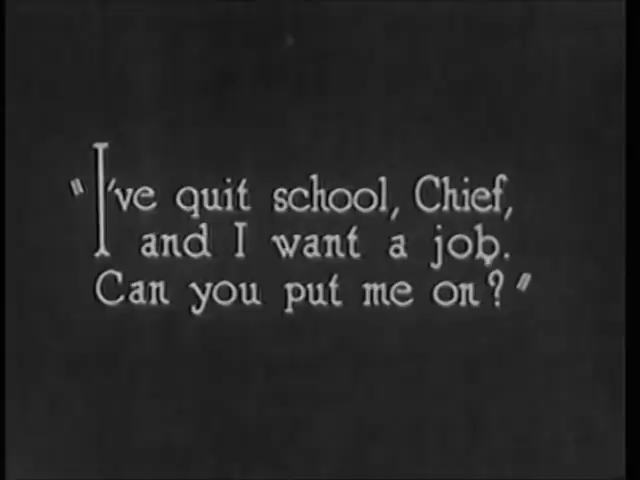 "I've quit school, Chief,
and I want a job.
Can you put me on?"